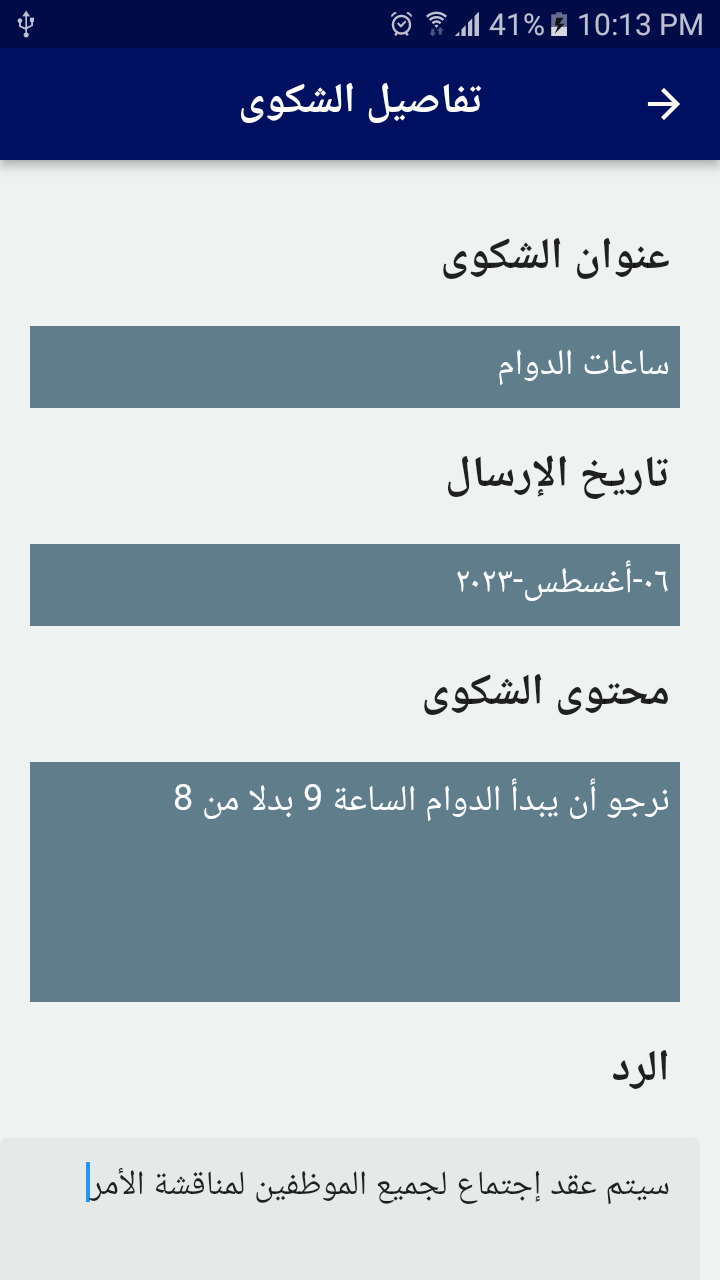 41% 10:13 PM
تفاصيل الشكوى
عنوان الشكوى
ساعات الدوام
تاريخ الإرسال
٠٦-أغسطس-٢٠٢٣
محتوى الشكوى
نرجو أن يبدأ الدوام الساعة 9 بدلا من 8
الرد
سيتم عقد إجتماع لجميع الموظفين لمناقشة الأمر